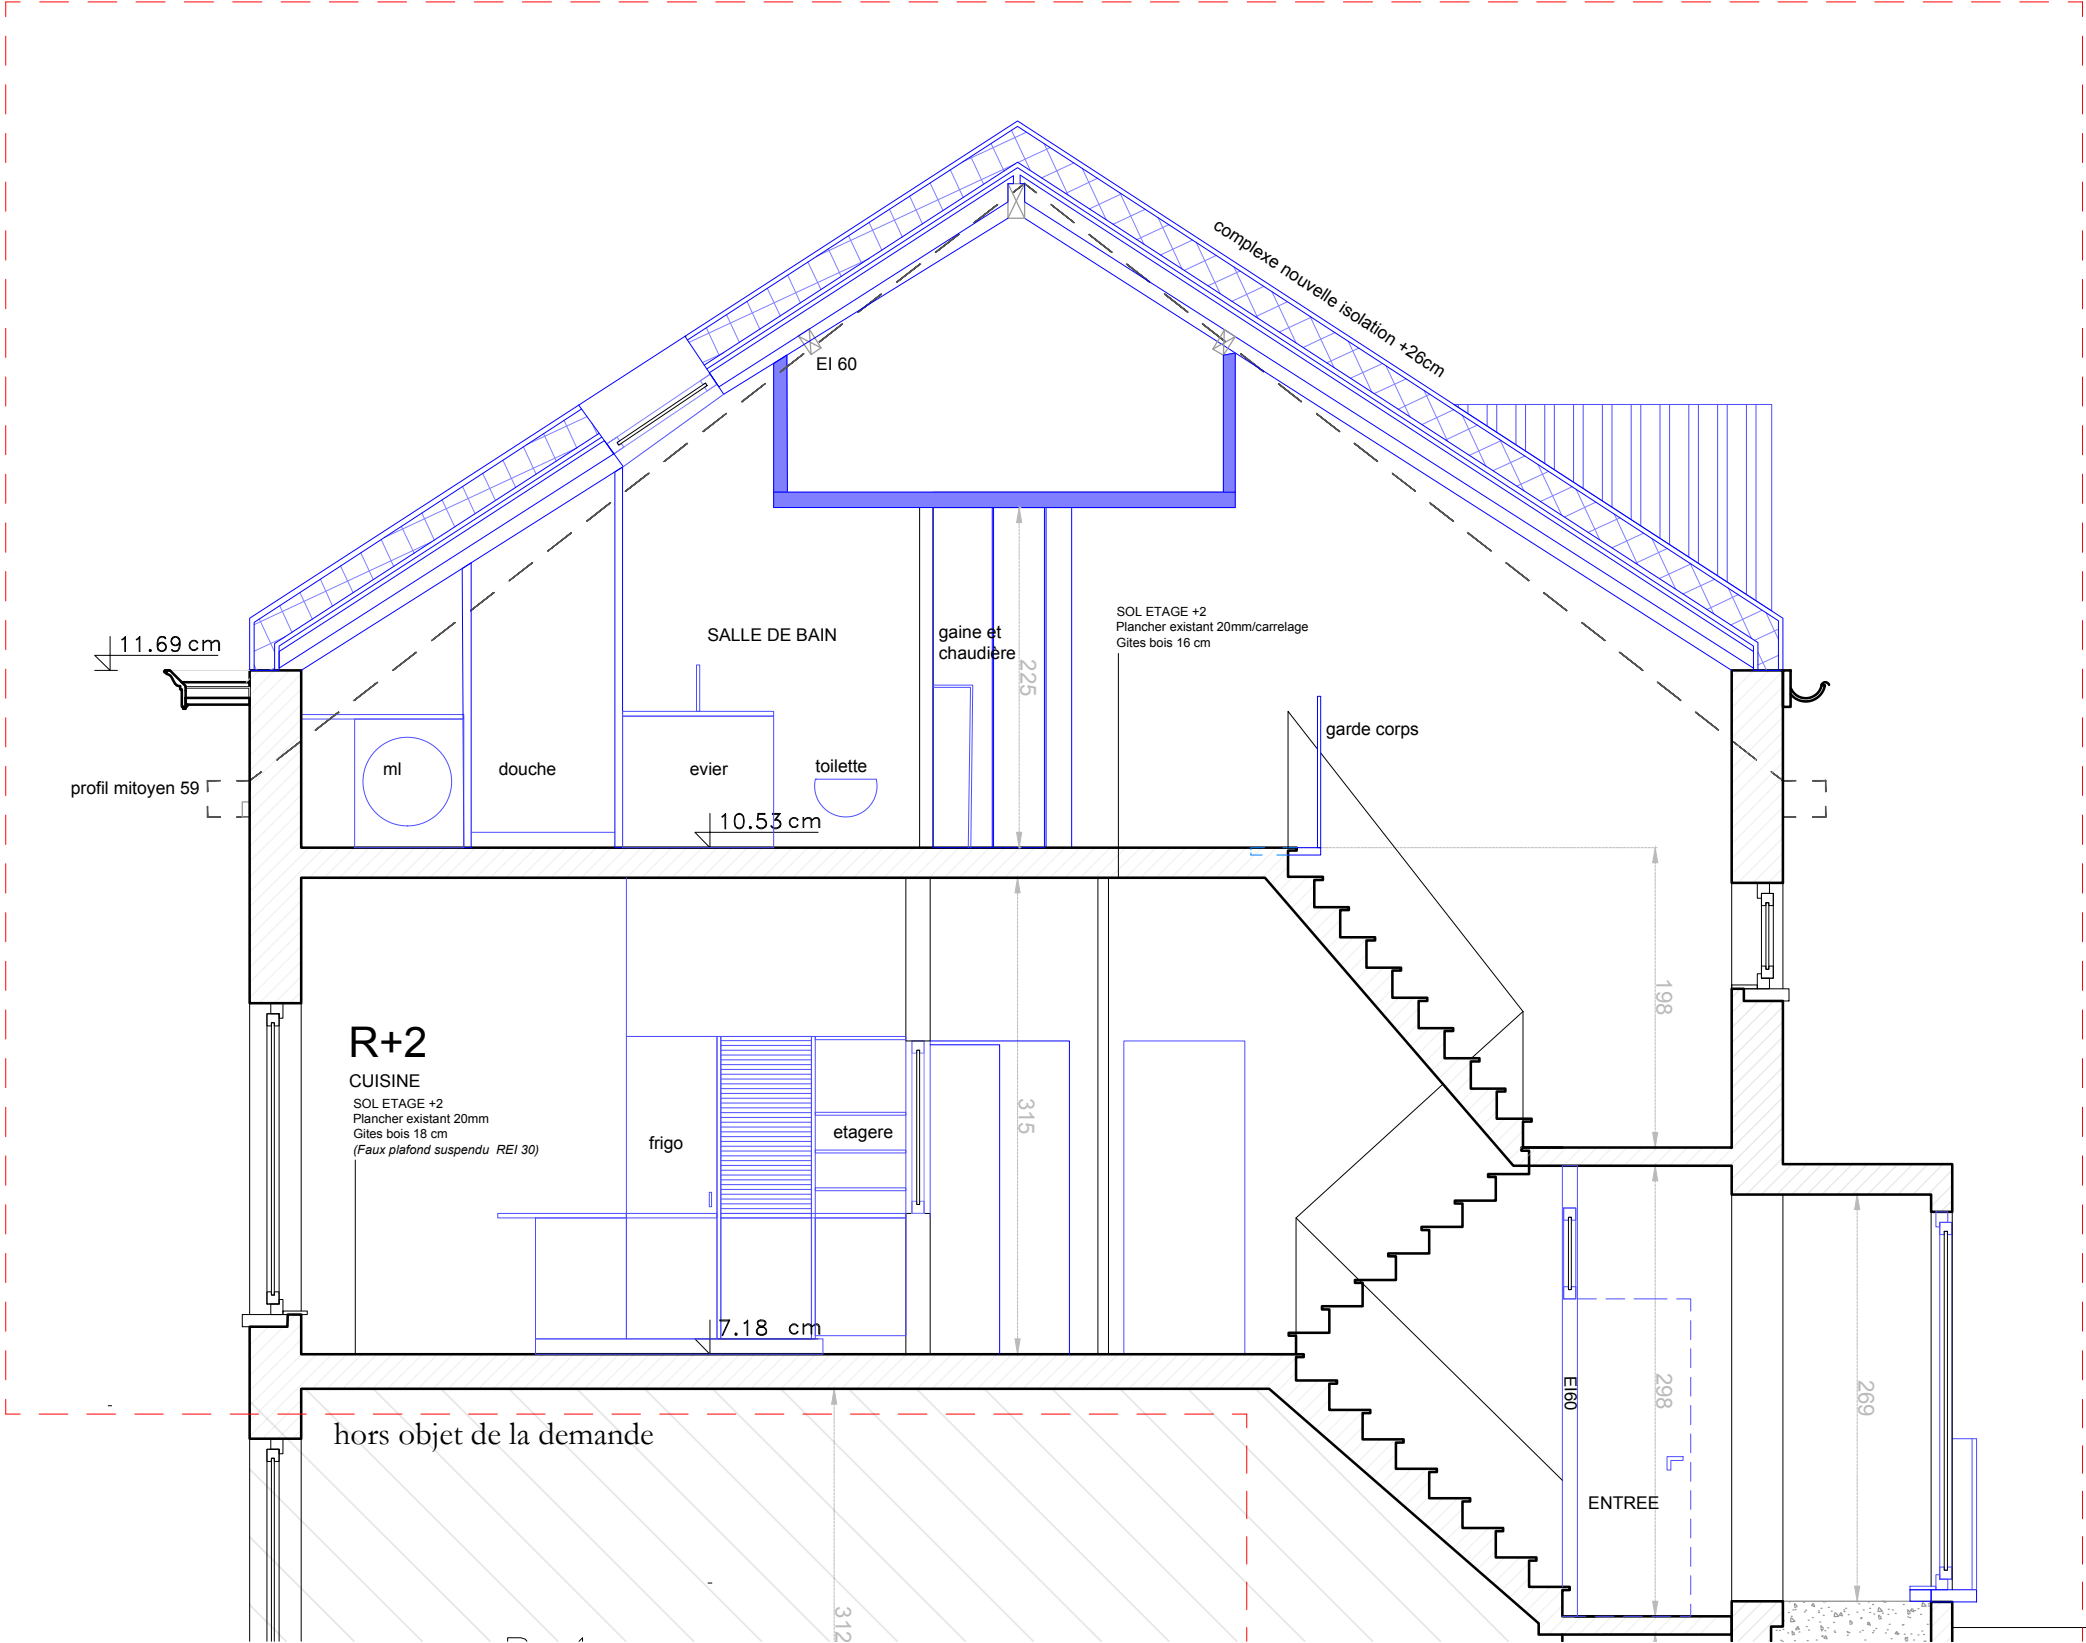 complexe nouvelle isolation +26cm
EI 60
SOL ETAGE +2
Plancher existant 20mm/carrelage
Gites bois 16 cm
11.69 cm
SALLE DE BAIN
gaine et
chaudière
225
garde corps
ml
douche
evier
toilette
profil mitoyen 59
10.53 cm
198
R+2
CUISINE
SOL ETAGE +2
Plancher existant 20mm
Gites bois 18 cm
(Faux plafond suspendu REI 30)
frigo
etagere
315
7.18 cm
EI60
298
269
hors objet de la demande
ENTREE
312